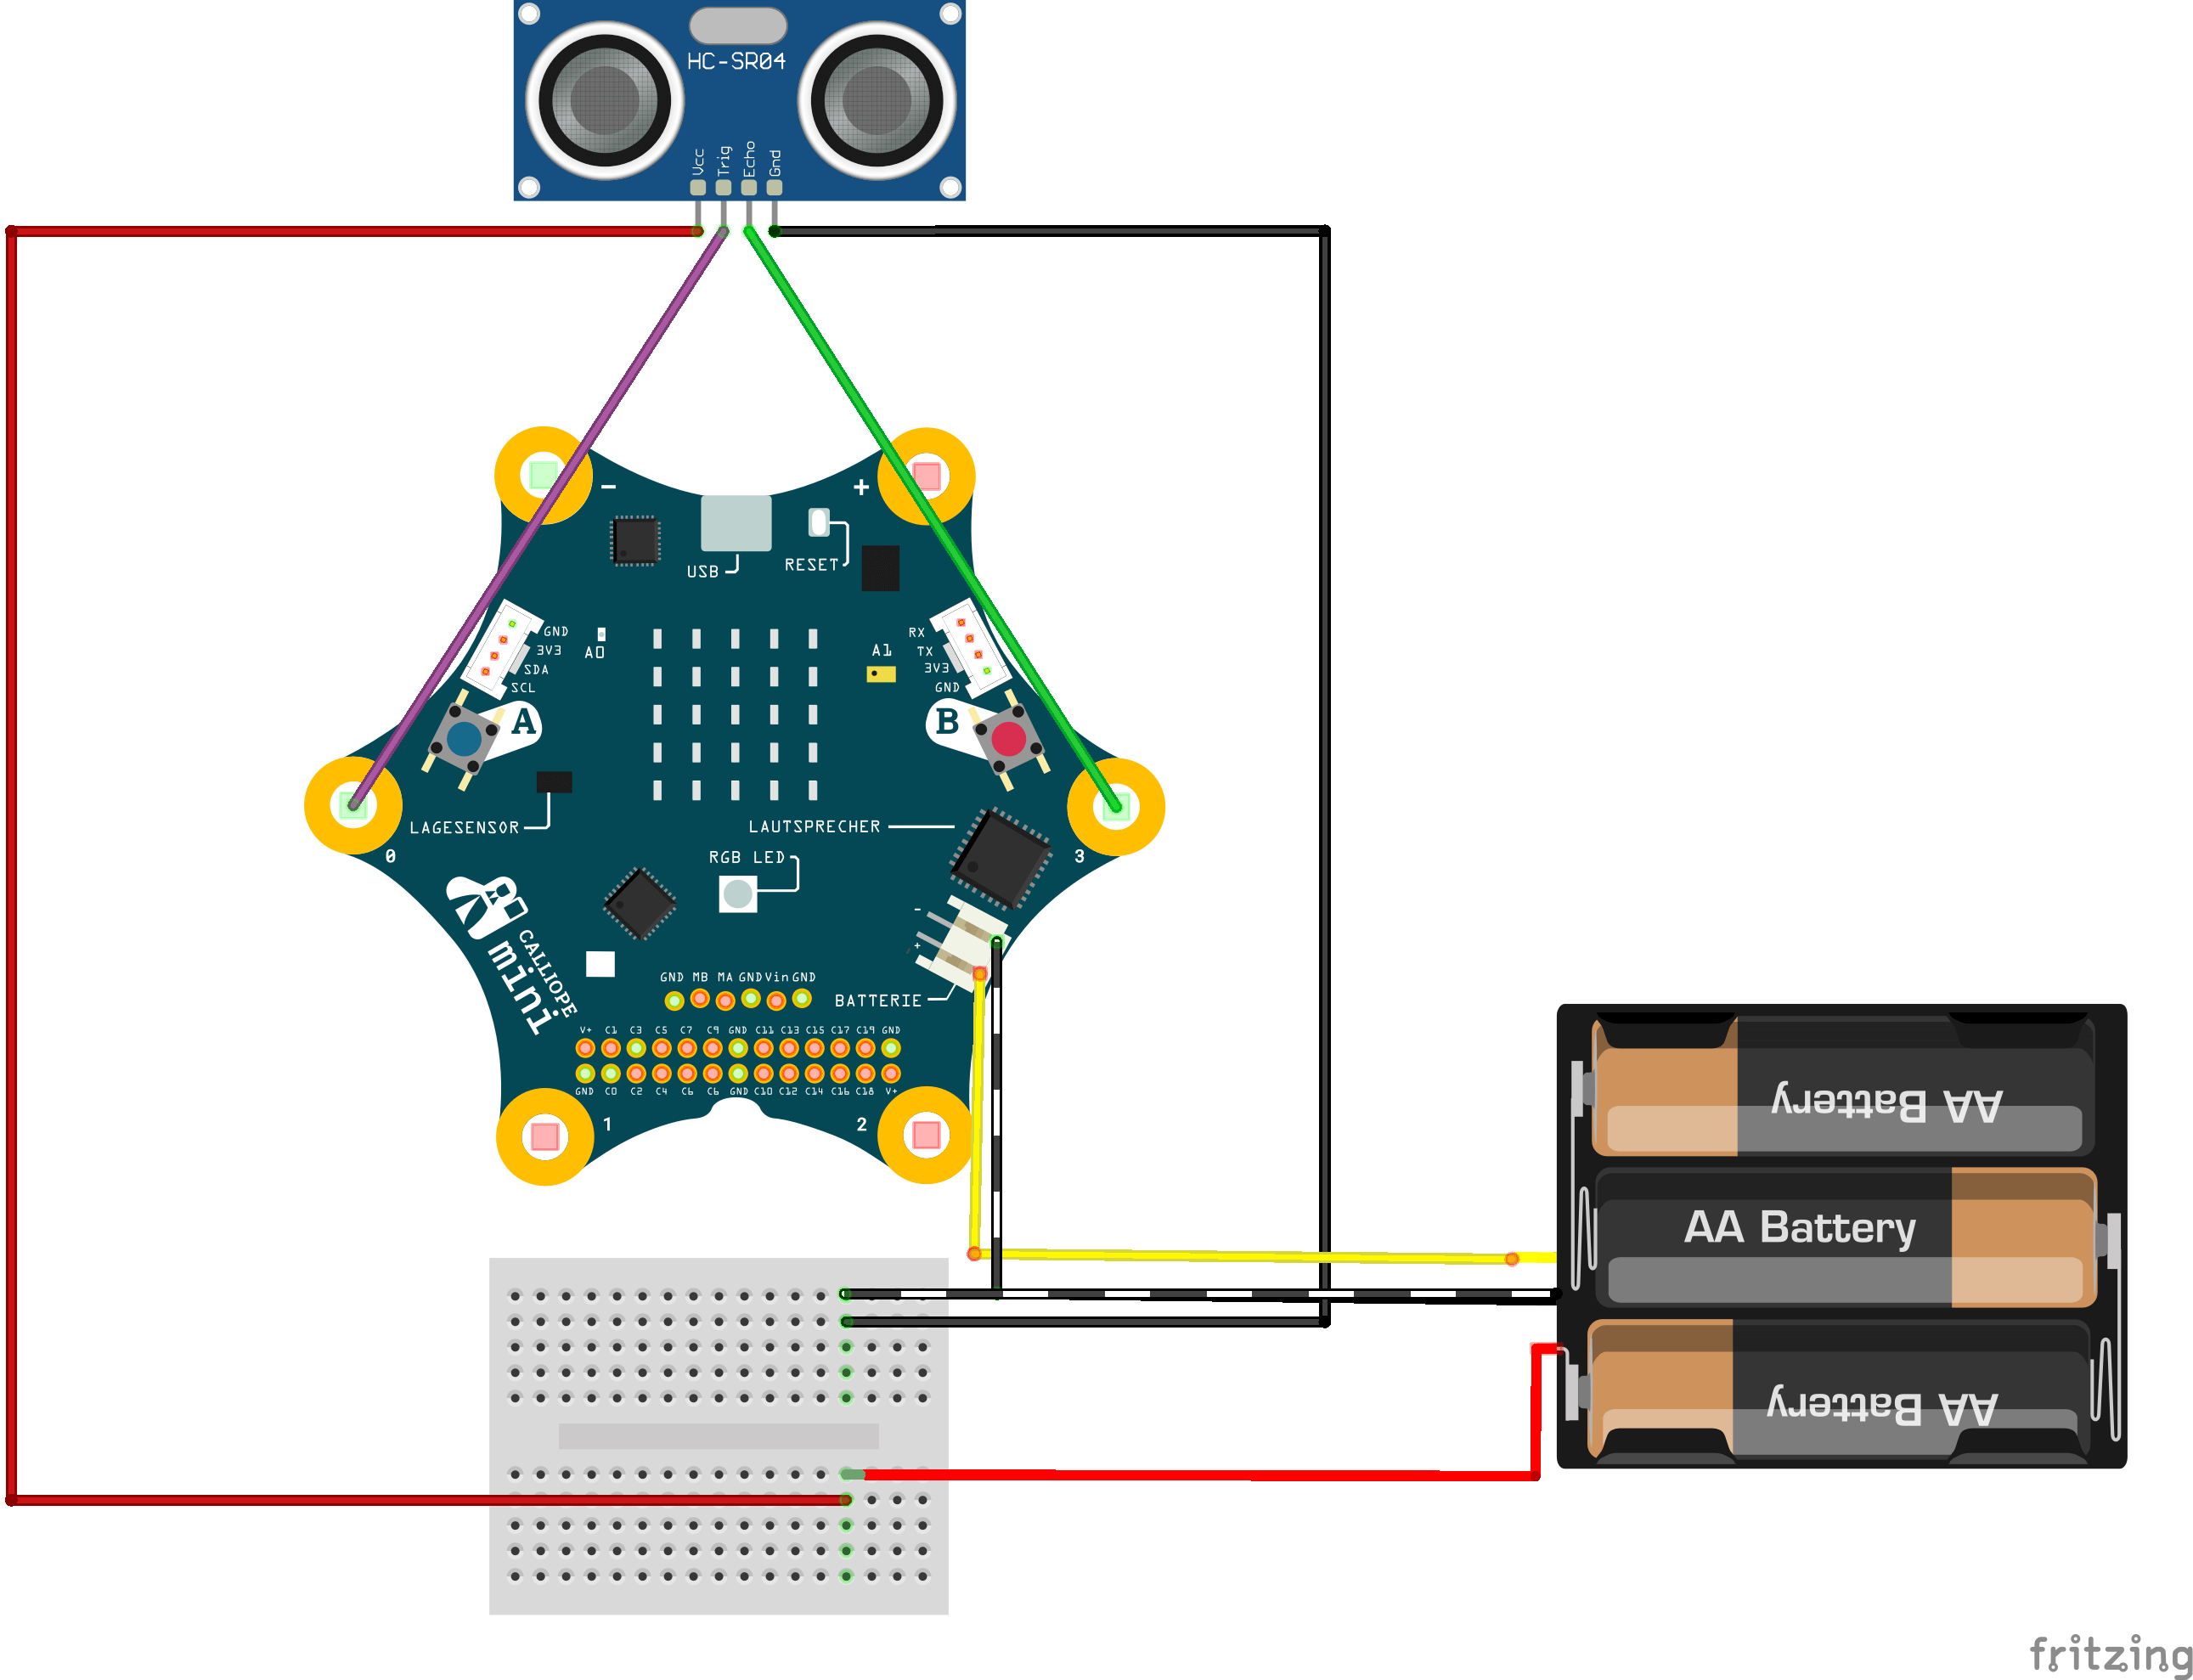 HC-SR04
Vcc
Trig
Echo
Gnd
- +
USB
RESET
GND
3V3
SDA
SCL
A0
A1
RX
TX
3V3
GND
A
B
LAGESENSOR
LAUTSPRECHER
0
3
RGB LED
CALLIOPE
mini
-
+
GND MB MA GND Vin GND
BATTERIE
V+ C1 C3 C5 C7 C9 GND C11 C13 C15 C17 C19 GND
GND C0 C2 C4 C6 C6 GND C10 C12 C14 C16 C18 V+
1
2
AA Battery
AA Battery
AA Battery
fritzing